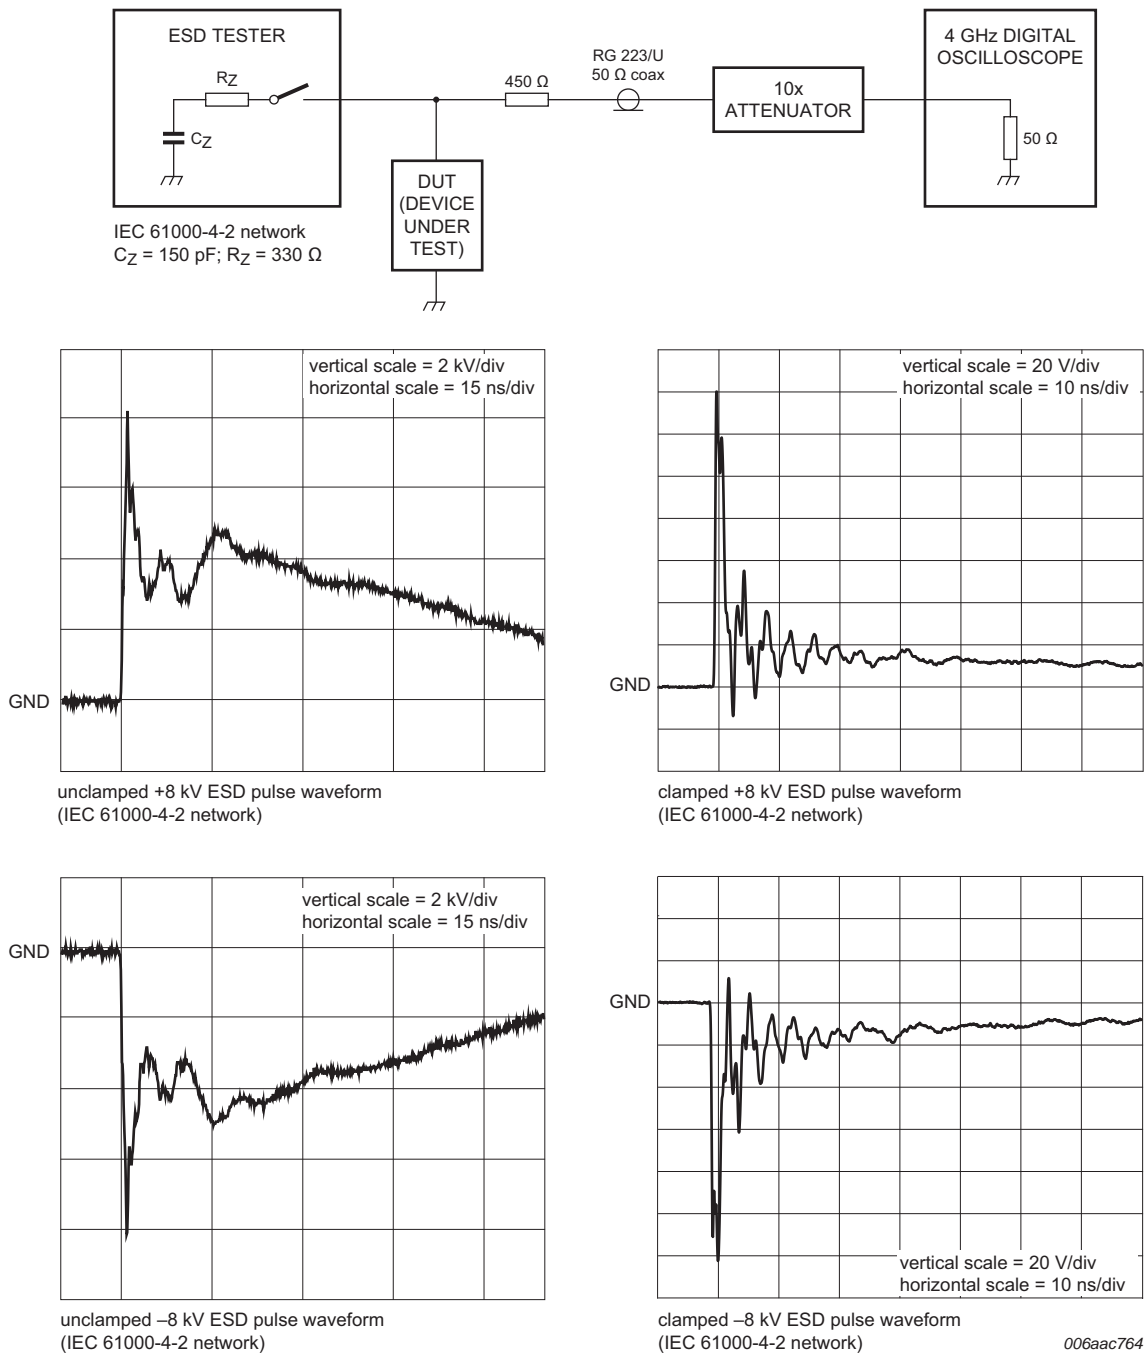 ESD TESTER
RZ
CZ
IEC 61000-4-2 network
CZ = 150 pF; RZ = 330 Ω
DUT
(DEVICE
UNDER
TEST)
450 Ω
RG 223/U
50 Ω coax
10x
ATTENUATOR
4 GHz DIGITAL
OSCILLOSCOPE
50 Ω
vertical scale = 2 kV/div
horizontal scale = 15 ns/div
GND
unclamped +8 kV ESD pulse waveform
(IEC 61000-4-2 network)
vertical scale = 20 V/div
horizontal scale = 10 ns/div
GND
clamped +8 kV ESD pulse waveform
(IEC 61000-4-2 network)
vertical scale = 2 kV/div
horizontal scale = 15 ns/div
GND
unclamped –8 kV ESD pulse waveform
(IEC 61000-4-2 network)
GND
vertical scale = 20 V/div
horizontal scale = 10 ns/div
clamped –8 kV ESD pulse waveform
(IEC 61000-4-2 network)
006aac764